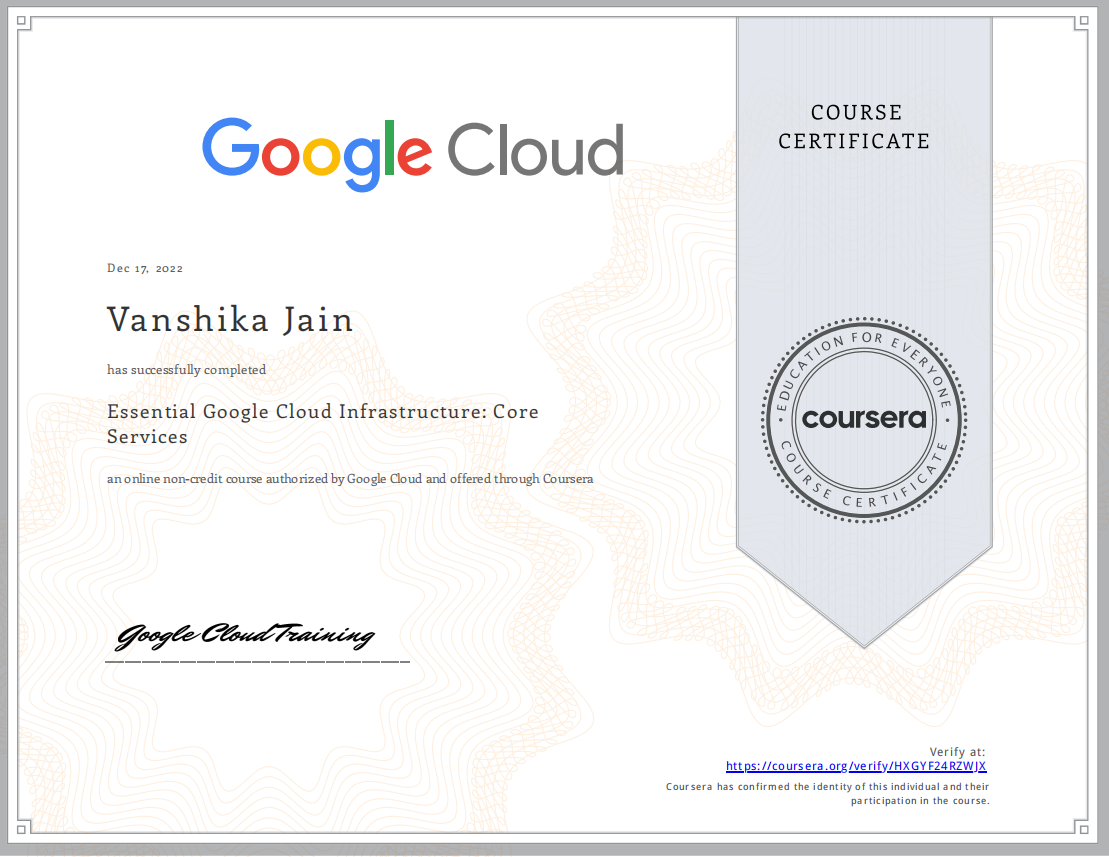 COURSE
CERTIFICATE
Google Cloud
Dec 17, 2022
Vanshika Jain
has successfully completed
Essential Google Cloud Infrastructure: Core
Services
an online non-credit course authorized by Google Cloud and offered through Coursera
EDUCATION FOR EVERYONE
coursera
COURSE CERTIFICATE
Google Cloud Training
Verify at:
https://coursera.org/verify/HXGYF24RZWJX
Coursera has confirmed the identity of this individual and their
participation in the course.